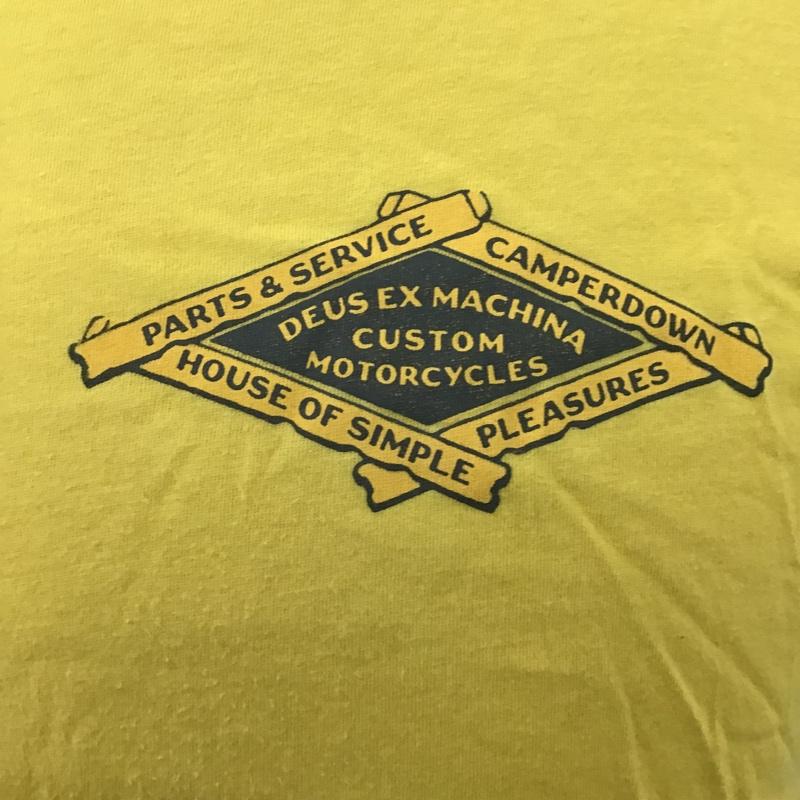 PARTS & SERVICE
CAMPERDOWN
DEUS EX MACHINA
CUSTOM
MOTORCYCLES
HOUSE OF SIMPLE
PLEASURES